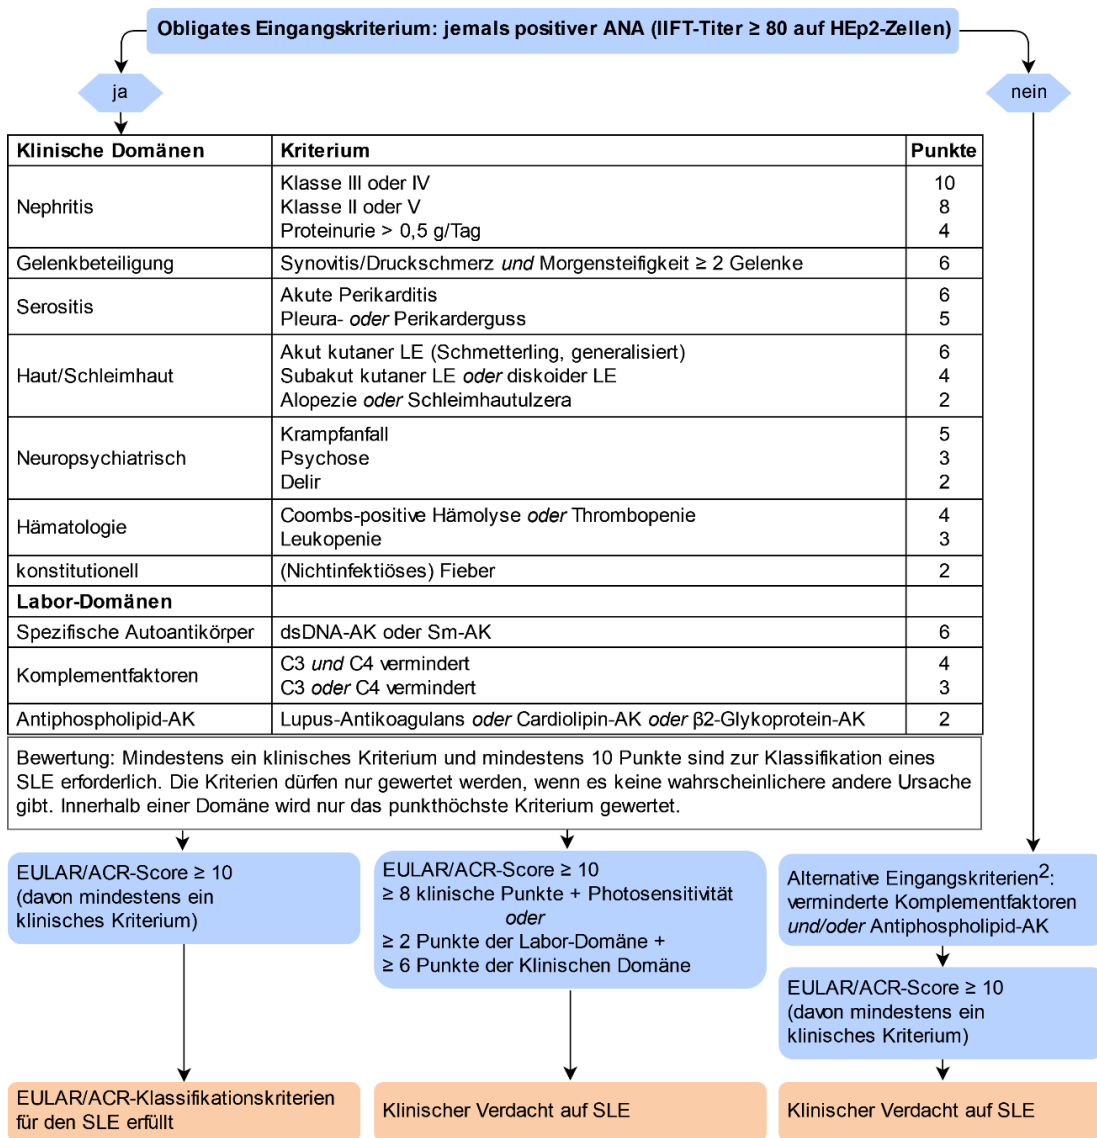 Obligates Eingangskriterium: jemals positiver ANA (IIFT-Titer ≥ 80 auf HEp2-Zellen)
ja
nein
Klinische Domänen Kriterium Punkte
Nephritis
Klasse III oder IV 10
Klasse II oder V 8
Proteinurie > 0,5 g/Tag 4
Gelenkbeteiligung Synovitis/Druckschmerz und Morgensteifigkeit ≥ 2 Gelenke 6
Serositis
Akute Perikarditis 6
Pleura- oder Perikarderguss 5
Haut/Schleimhaut
Akut kutaner LE (Schmetterling, generalisiert) 6
Subakut kutaner LE oder diskoider LE 4
Alopezie oder Schleimhautulzera 2
Neuropsychiatrisch
Krampfanfall 5
Psychose 3
Delir 2
Hämatologie
Coombs-positive Hämolyse oder Thrombopenie 4
Leukopenie 3
konstitutionell (Nichtinfektiöses) Fieber 2
Labor-Domänen
Spezifische Autoantikörper dsDNA-AK oder Sm-AK 6
Komplementfaktoren
C3 und C4 vermindert 4
C3 oder C4 vermindert 3
Antiphospholipid-AK Lupus-Antikoagulans oder Cardiolipin-AK oder β2-Glykoprotein-AK 2
Bewertung: Mindestens ein klinisches Kriterium und mindestens 10 Punkte sind zur Klassifikation eines
SLE erforderlich. Die Kriterien dürfen nur gewertet werden, wenn es keine wahrscheinlichere andere Ursache
gibt. Innerhalb einer Domäne wird nur das punkthöchste Kriterium gewertet.
EULAR/ACR-Score ≥ 10
(davon mindestens ein
klinisches Kriterium)
EULAR/ACR-Klassifikationskriterien
für den SLE erfüllt
EULAR/ACR-Score ≥ 10
≥ 8 klinische Punkte + Photosensitivität
oder
≥ 2 Punkte der Labor-Domäne +
≥ 6 Punkte der Klinischen Domäne
Klinischer Verdacht auf SLE
Alternative Eingangskriterien²:
verminderte Komplementfaktoren
und/oder Antiphospholipid-AK
EULAR/ACR-Score ≥ 10
(davon mindestens ein
klinisches Kriterium)
Klinischer Verdacht auf SLE